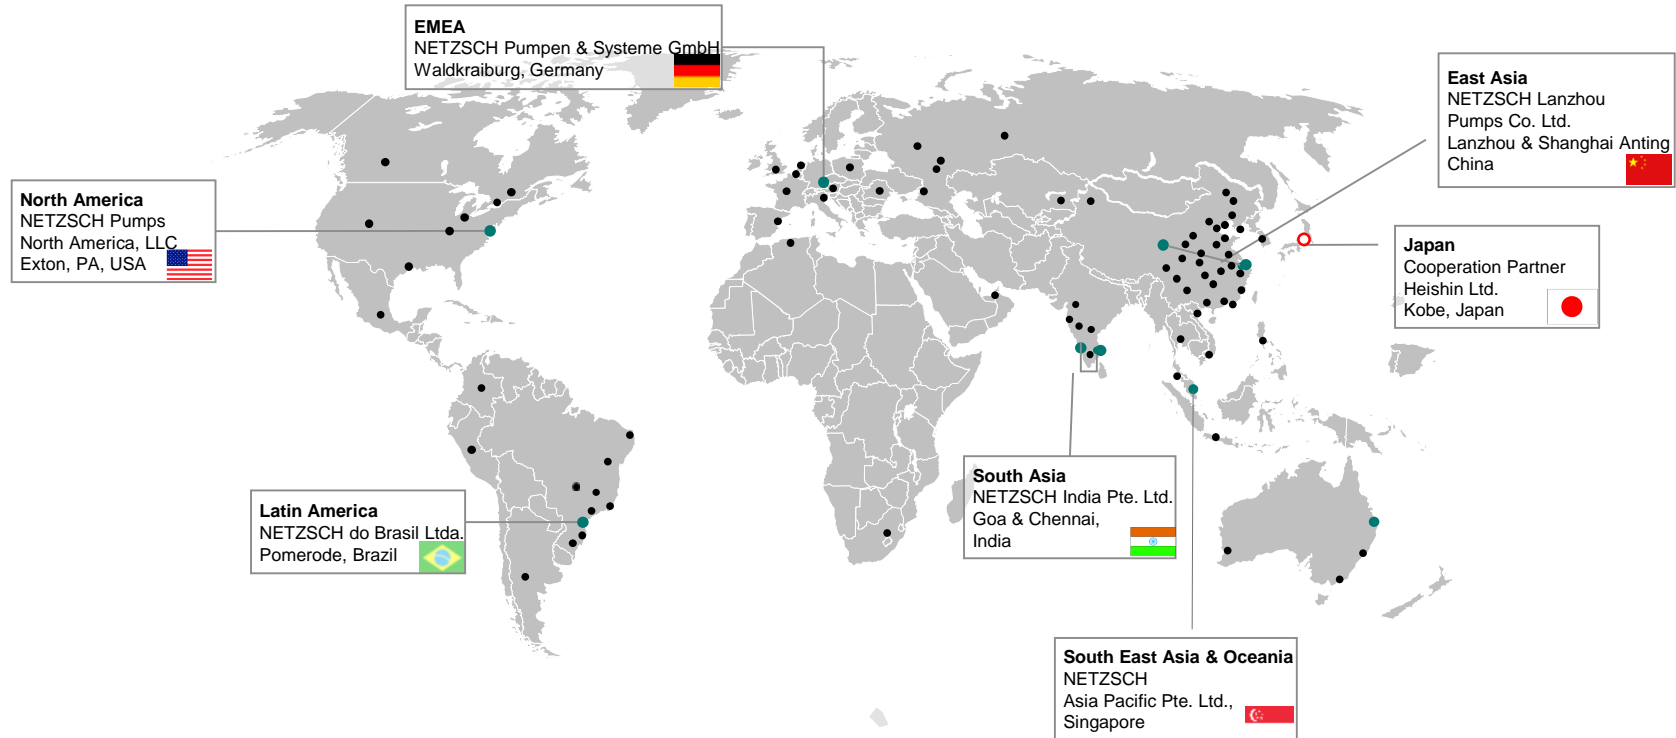 EMEA
NETZSCH Pumpen & Systeme GmbH
Waldkraiburg, Germany
East Asia
NETZSCH Lanzhou
Pumps Co. Ltd.
Lanzhou & Shanghai Anting
China
North America
NETZSCH Pumps
North America, LLC
Exton, PA, USA
Japan
Cooperation Partner
Heishin Ltd.
Kobe, Japan
South Asia
NETZSCH India Pte. Ltd.
Goa & Chennai,
India
Latin America
NETZSCH do Brasil Ltda.
Pomerode, Brazil
South East Asia & Oceania
NETZSCH
Asia Pacific Pte. Ltd.,
Singapore